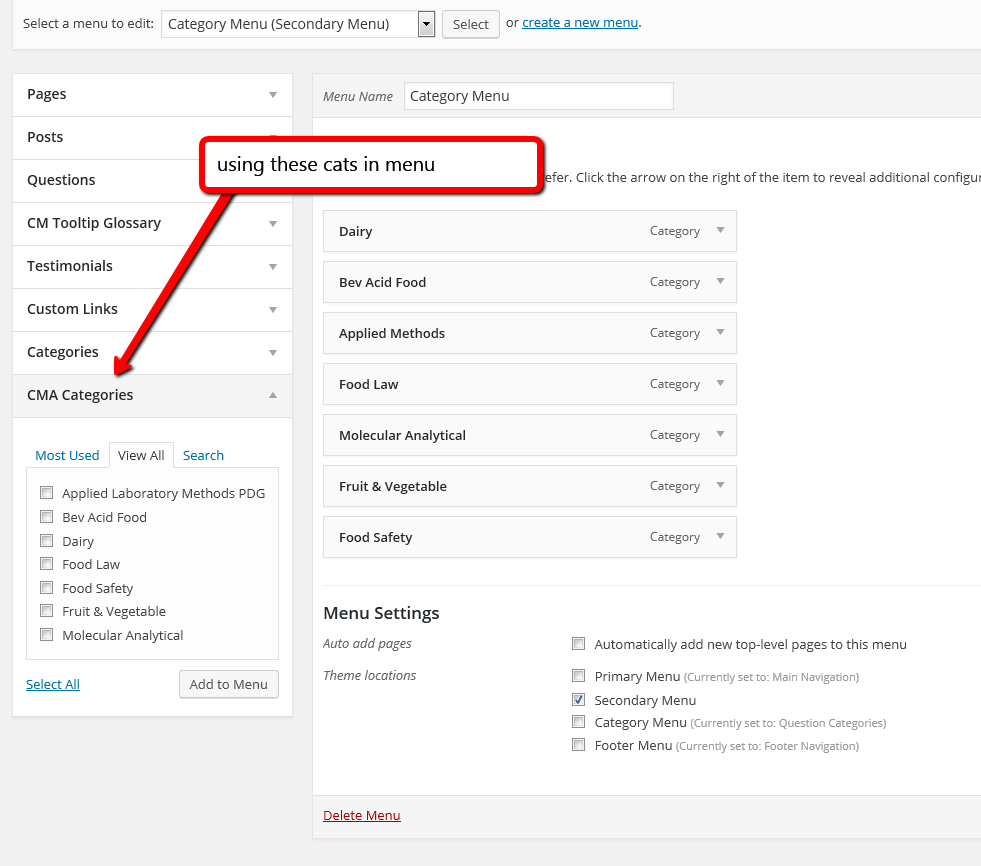 Select a menu to edit: Category Menu (Secondary Menu) Select or create a new menu.
Pages
Posts
Questions
CM Tooltip Glossary
Testimonials
Custom Links
Categories
CMA Categories
Most Used View All Search
Applied Laboratory Methods PDG
Bev Acid Food
Dairy
Food Law
Food Safety
Fruit & Vegetable
Molecular Analytical
Select All Add to Menu
Menu Name Category Menu
using these cats in menu
efer. Click the arrow on the right of the item to reveal additional configu
Dairy Category
Bev Acid Food Category
Applied Methods Category
Food Law Category
Molecular Analytical Category
Fruit & Vegetable Category
Food Safety Category
Menu Settings
Auto add pages Automatically add new top-level pages to this menu
Theme locations Primary Menu (Currently set to: Main Navigation)
Secondary Menu
Category Menu (Currently set to: Question Categories)
Footer Menu (Currently set to: Footer Navigation)
Delete Menu